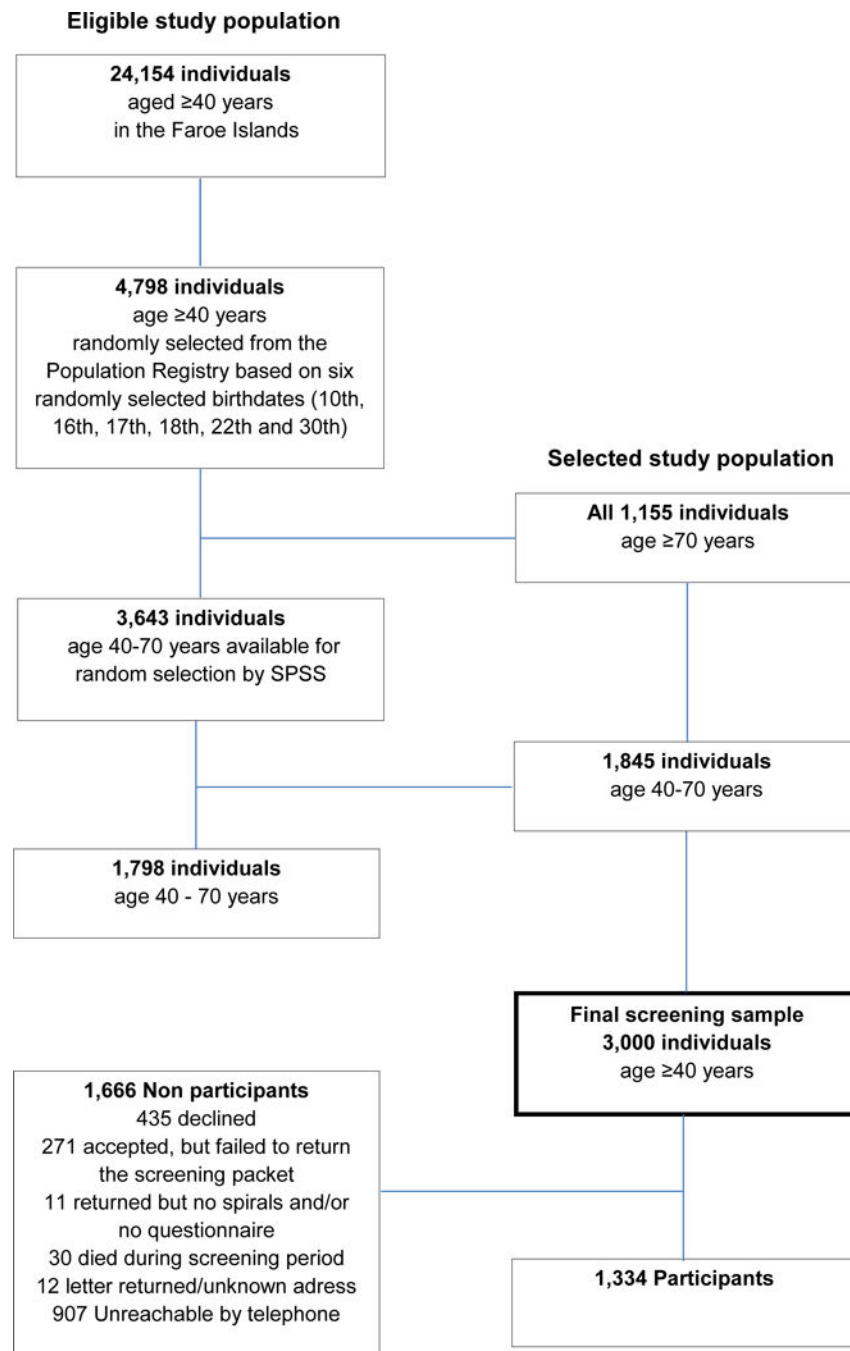 Eligible study population
24,154 individuals
aged ≥40 years
in the Faroe Islands
4,798 individuals
age ≥40 years
randomly selected from the
Population Registry based on six
randomly selected birthdates (10th,
16th, 17th, 18th, 22th and 30th)
Selected study population
All 1,155 individuals
age ≥70 years
3,643 individuals
age 40-70 years available for
random selection by SPSS
1,845 individuals
age 40-70 years
1,798 individuals
age 40 - 70 years
Final screening sample
3,000 individuals
age ≥40 years
1,666 Non participants
435 declined
271 accepted, but failed to return
the screening packet
11 returned but no spirals and/or
no questionnaire
30 died during screening period
12 letter returned/unknown adress
907 Unreachable by telephone
1,334 Participants